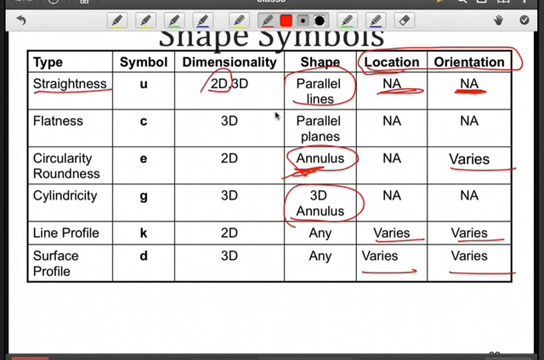 Shape Symbols
Type Symbol Dimensionality Shape Location Orientation
Straightness u 2D,3D Parallel lines NA NA
Flatness c 3D Parallel planes NA NA
Circularity Roundness e 2D Annulus NA Varies
Cylindricity g 3D 3D Annulus NA NA
Line Profile k 2D Any Varies Varies
Surface Profile d 3D Any Varies Varies